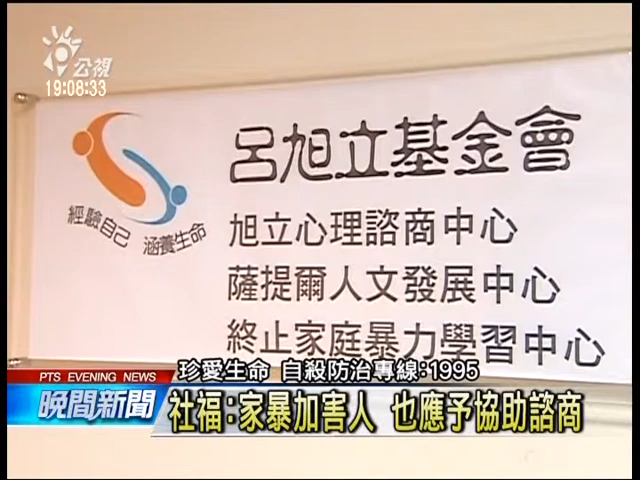 公視
19:08:33
呂旭立基金會
經驗自己 涵養生命
旭立心理諮商中心
薩提爾人文發展中心
終止家庭暴力學習中心
珍愛生命 自殺防治專線:1995
PTS EVENING NEWS
晚間新聞
社福:家暴加害人 也應予協助諮商